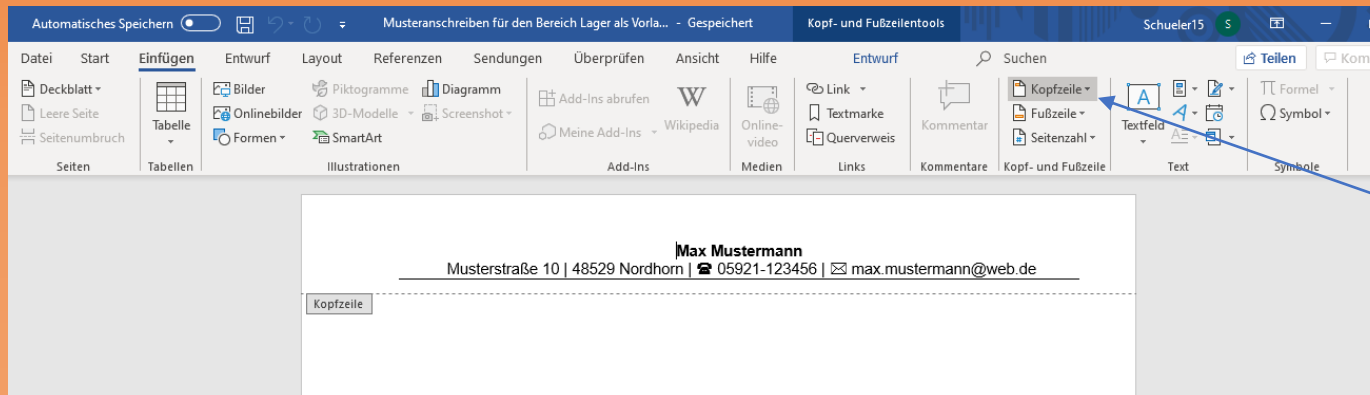 Automatisches Speichern Musteranschreiben für den Bereich Lager als Vorla... - Gespeichert Kopf- und Fußzeilentools Schueler15 S
Datei Start Einfügen Entwurf Layout Referenzen Sendungen Überprüfen Ansicht Hilfe Entwurf Suchen Teilen Kom
Deckblatt
Leere Seite
Seitenumbruch
Seiten
Tabelle
Tabellen
Bilder
Onlinebilder
Formen
Piktogramme
3D-Modelle
SmartArt
Diagramm
Screenshot
Illustrationen
Add-Ins abrufen
Meine Add-Ins
W
Wikipedia
Add-Ins
Online-
video
Medien
Link
Textmarke
Querverweis
Links
Kommentar
Kommentare
Kopfzeile
Fußzeile
Seitenzahl
Kopf- und Fußzeile
A
Textfeld
Text
π Formel
Ω Symbol
Symbole
Max Mustermann
Musterstraße 10 | 48529 Nordhorn | ☎ 05921-123456 | ✉ max.mustermann@web.de
Kopfzeile